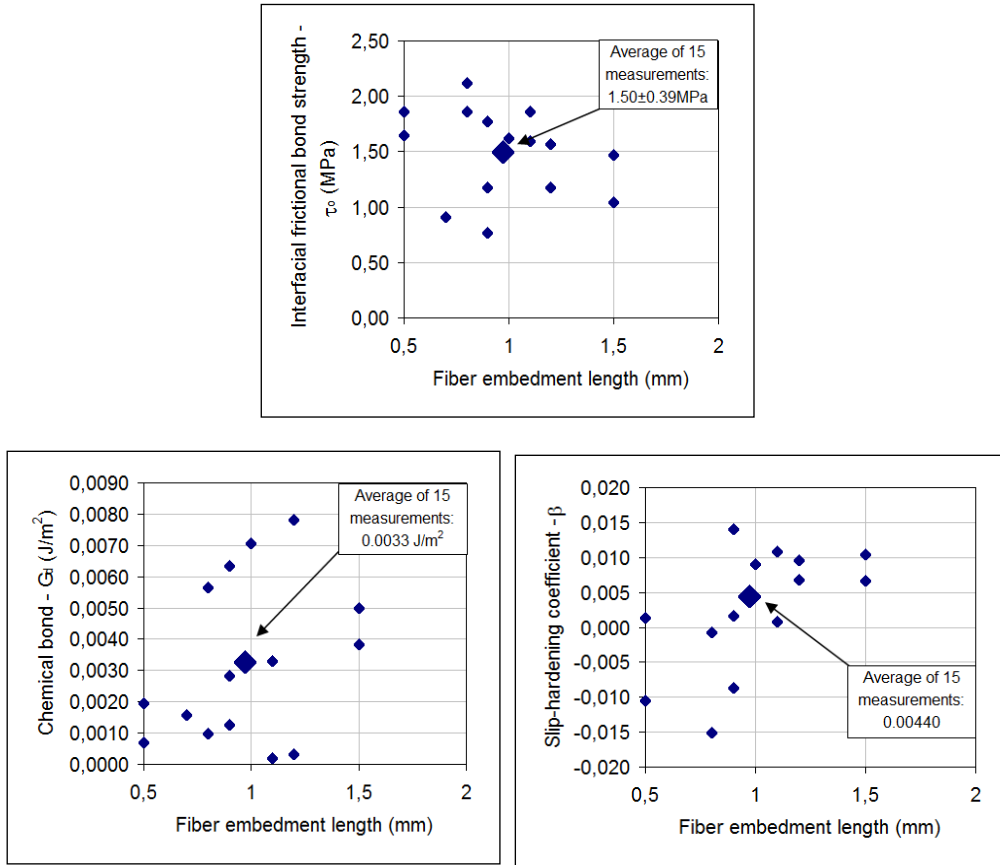 Interfacial frictional bond strength -
τo (MPa)
2,50
2,00
1,50
1,00
0,50
0,00
Average of 15
measurements:
1.50±0.39MPa
0,5
1
1,5
2
Fiber embedment length (mm)
Chemical bond - Gd (J/m²)
0,0090
0,0080
0,0070
0,0060
0,0050
0,0040
0,0030
0,0020
0,0010
0,0000
Average of 15
measurements:
0.0033 J/m²
0,5
1
1,5
2
Fiber embedment length (mm)
Slip-hardening coefficient -β
0,020
0,015
0,010
0,005
0,000
-0,005
-0,010
-0,015
-0,020
Average of 15
measurements:
0.00440
0,5
1
1,5
2
Fiber embedment length (mm)